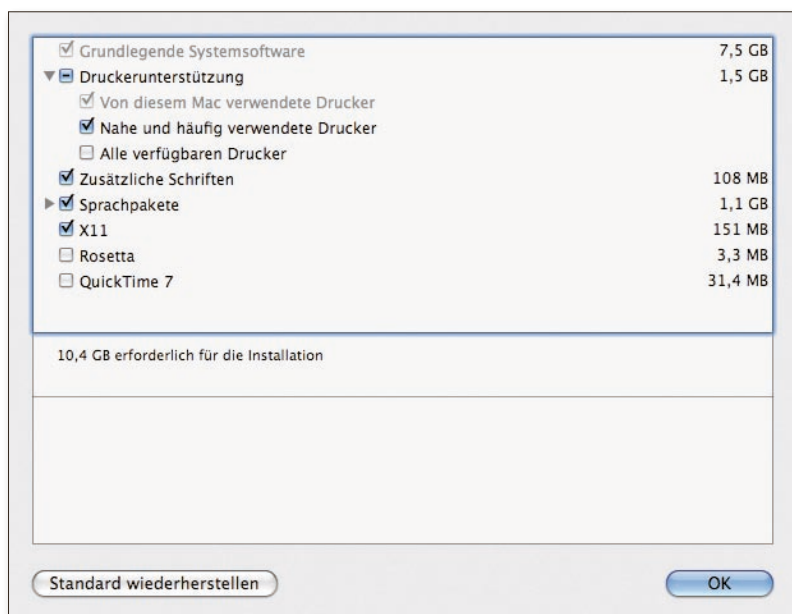 Grundlegende Systemsoftware 7,5 GB
Druckerunterstützung 1,5 GB
Von diesem Mac verwendete Drucker
Nahe und häufig verwendete Drucker
Alle verfügbaren Drucker
Zusätzliche Schriften 108 MB
Sprachpakete 1,1 GB
X11 151 MB
Rosetta 3,3 MB
QuickTime 7 31,4 MB
10,4 GB erforderlich für die Installation
Standard wiederherstellen OK